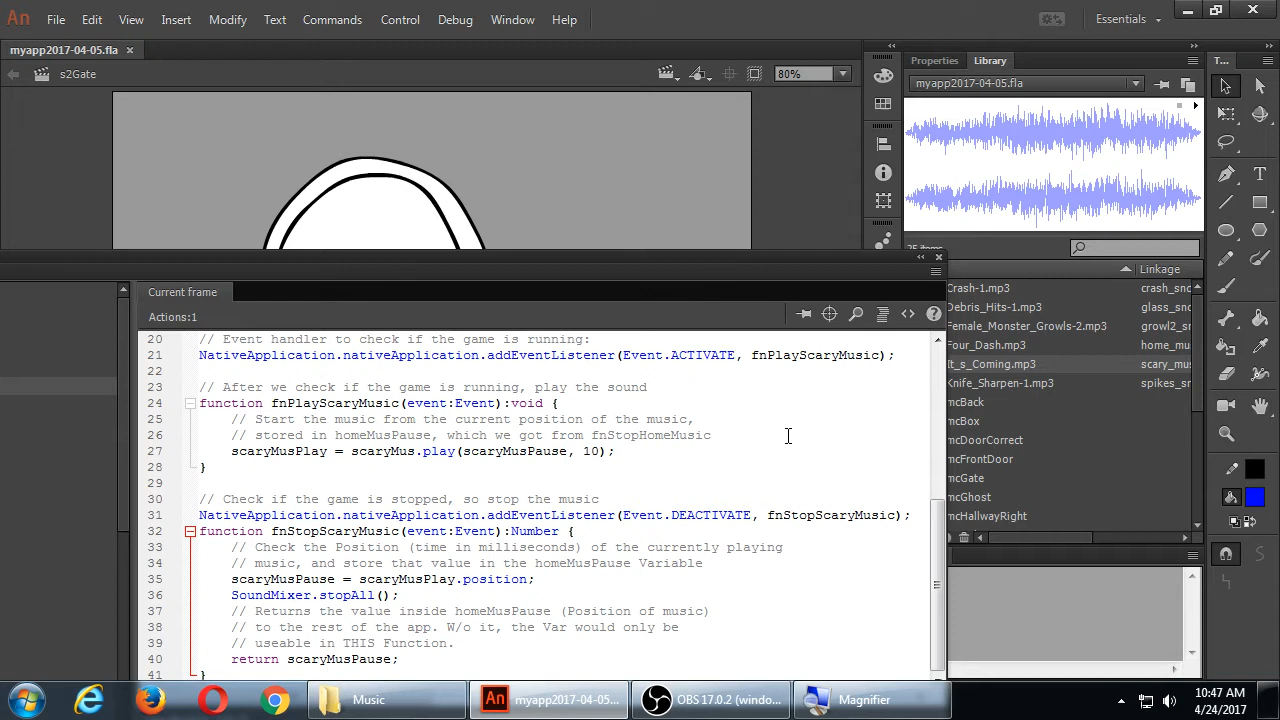 An File Edit View Insert Modify Text Commands Control Debug Window Help Essentials
myapp2017-04-05.fla ×
s2Gate 80%
Properties Library T...
myapp2017-04-05.fla
Linkage
Crash-1.mp3 crash_snd
Debris_Hits-1.mp3 glass_sn
Female_Monster_Growls-2.mp3 growl2_s
Four_Dash.mp3 home_mu
It_s_Coming.mp3 scary_mu
Knife_Sharpen-1.mp3 spikes_sn
mcBack
mcBox
mcDoorCorrect
mcFrontDoor
mcGate
mcGhost
mcHallwayRight
Current frame
Actions:1
20 // Event handler to check if the game is running:
21 NativeApplication.nativeApplication.addEventListener(Event.ACTIVATE, fnPlayScaryMusic);
22
23 // After we check if the game is running, play the sound
24 function fnPlayScaryMusic(event:Event):void {
25 // Start the music from the current position of the music,
26 // stored in homeMusPause, which we got from fnStopHomeMusic
27 scaryMusPlay = scaryMus.play(scaryMusPause, 10);
28 }
29
30 // Check if the game is stopped, so stop the music
31 NativeApplication.nativeApplication.addEventListener(Event.DEACTIVATE, fnStopScaryMusic);
32 function fnStopScaryMusic(event:Event):Number {
33 // Check the Position (time in milliseconds) of the currently playing
34 // music, and store that value in the homeMusPause Variable
35 scaryMusPause = scaryMusPlay.position;
36 SoundMixer.stopAll();
37 // Returns the value inside homeMusPause (Position of music)
38 // to the rest of the app. W/o it, the Var would only be
39 // useable in THIS Function.
40 return scaryMusPause;
41 }
Music An myapp2017-04-05... OBS 17.0.2 (windo... Magnifier
10:47 AM
4/24/2017